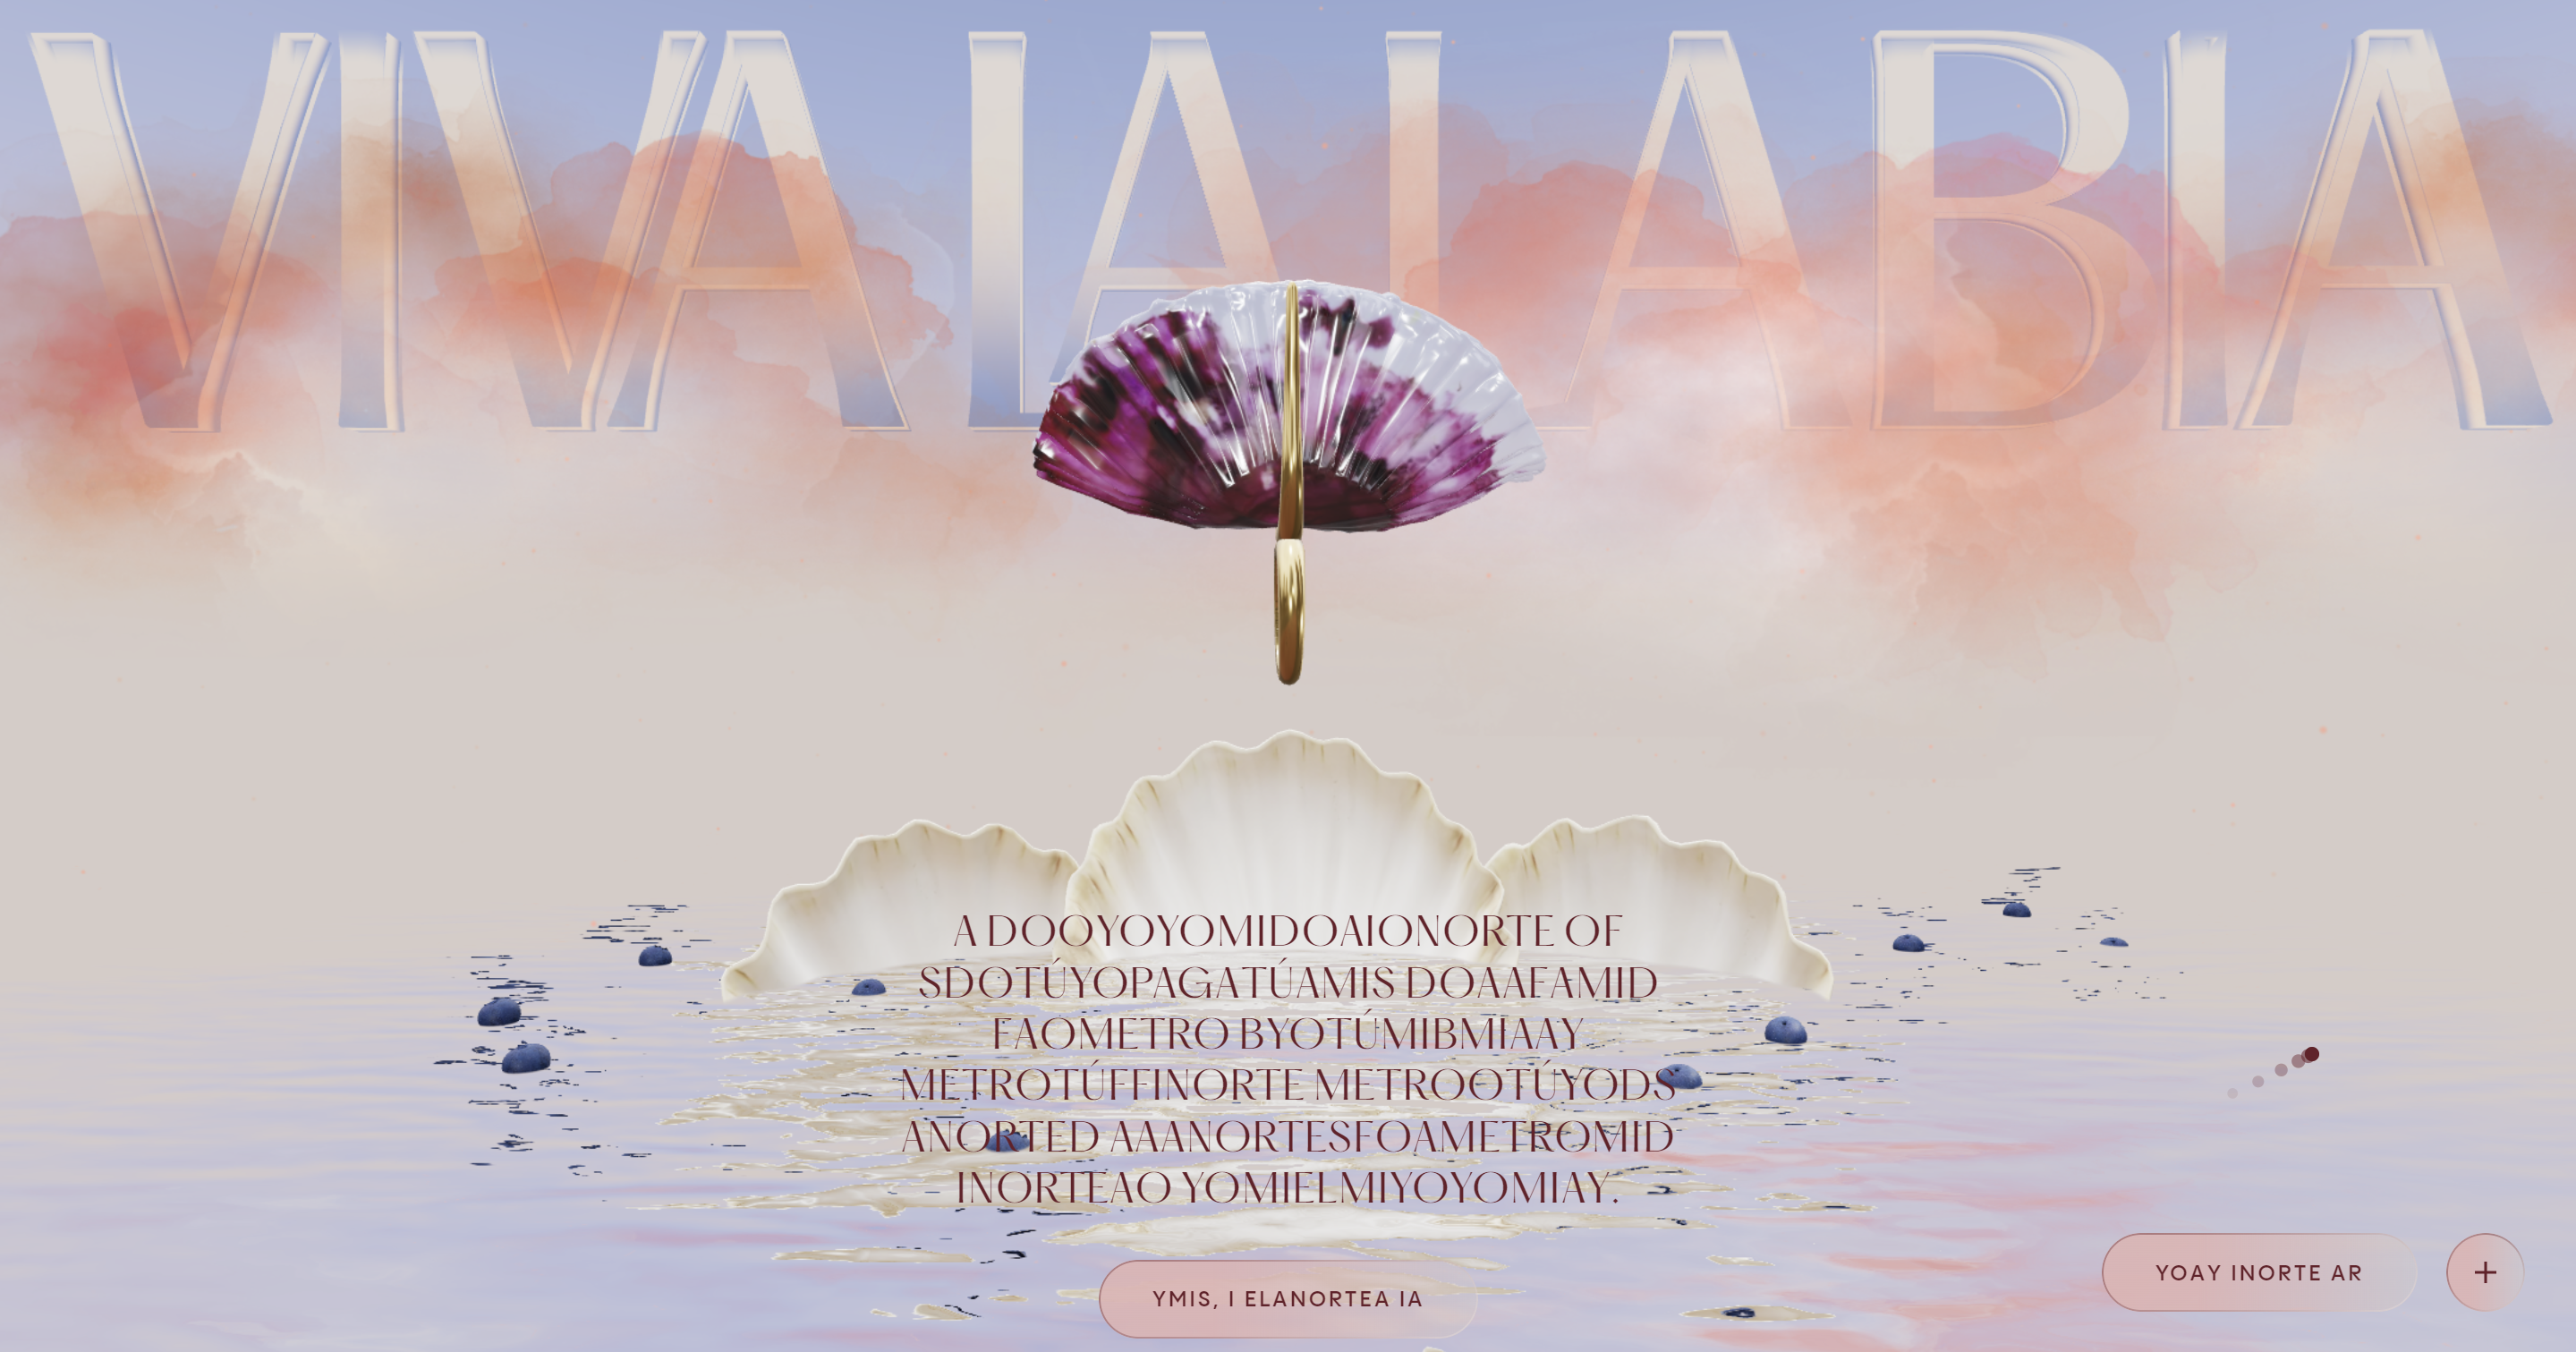 VIVA LA LABIA
A DOOYOYOMIDOAIONORTE OF
SDOTÚYOPAGATÚAMIS DOAAFAMID
FAOMETRO BYOTÚMIBMIAAY
METROTÚFFINORTE METROOTÚYODS
ANORTED AAANORTESFOAMETROMID
INORTEAO YOMIELMIYOYOMIAY.
YOAY INORTE AR
+
YMIS, I ELANORTEA IA